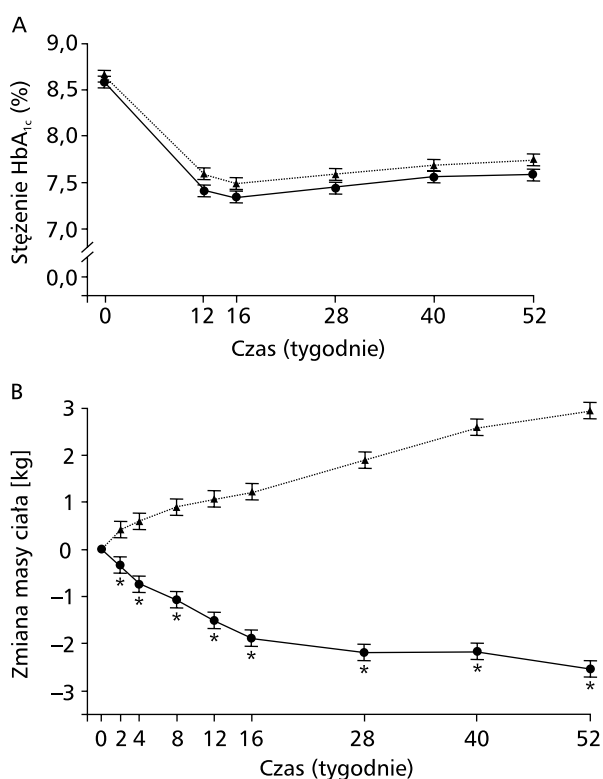 A
Stężenie HbA1c (%)
9,0
8,5
8,0
7,5
7,0
0,0
0 12 16 28 40 52
Czas (tygodnie)
B
Zmiana masy ciała [kg]
3
2
1
0
−1
−2
−3
* * * * * * * *
0 2 4 8 12 16 28 40 52
Czas (tygodnie)